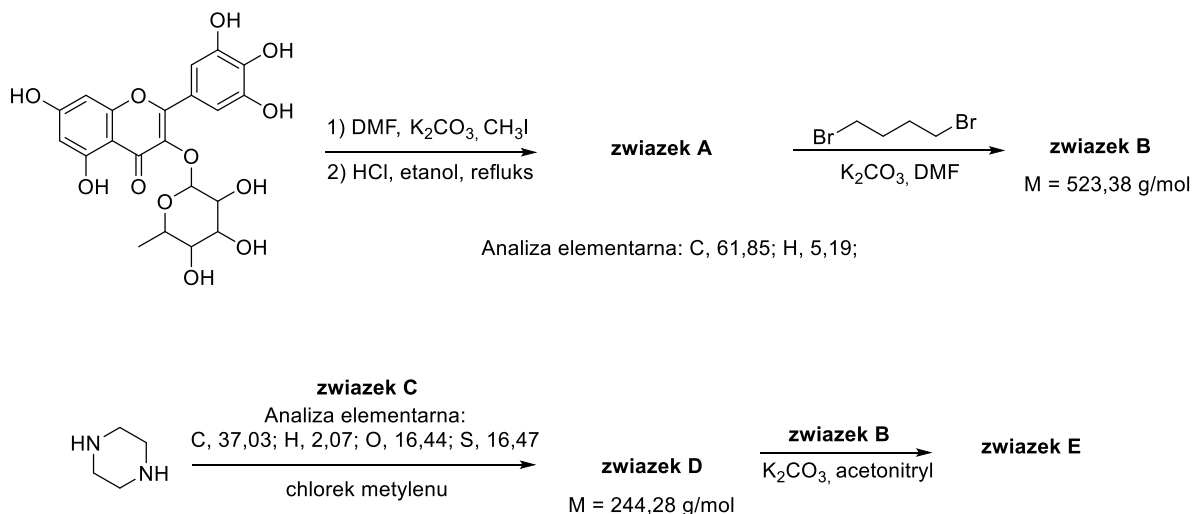 OH
OH
HO
O
OH
O
OH
O
O
OH
OH
OH
1) DMF, K2CO3, CH3I
2) HCl, etanol, refluks
zwiazek A
Br
Br
K2CO3, DMF
zwiazek B
M = 523,38 g/mol
Analiza elementarna: C, 61,85; H, 5,19;
HN
NH
zwiazek C
Analiza elementarna:
C, 37,03; H, 2,07; O, 16,44; S, 16,47
chlorek metylenu
zwiazek D
M = 244,28 g/mol
zwiazek B
K2CO3, acetonitryl
zwiazek E